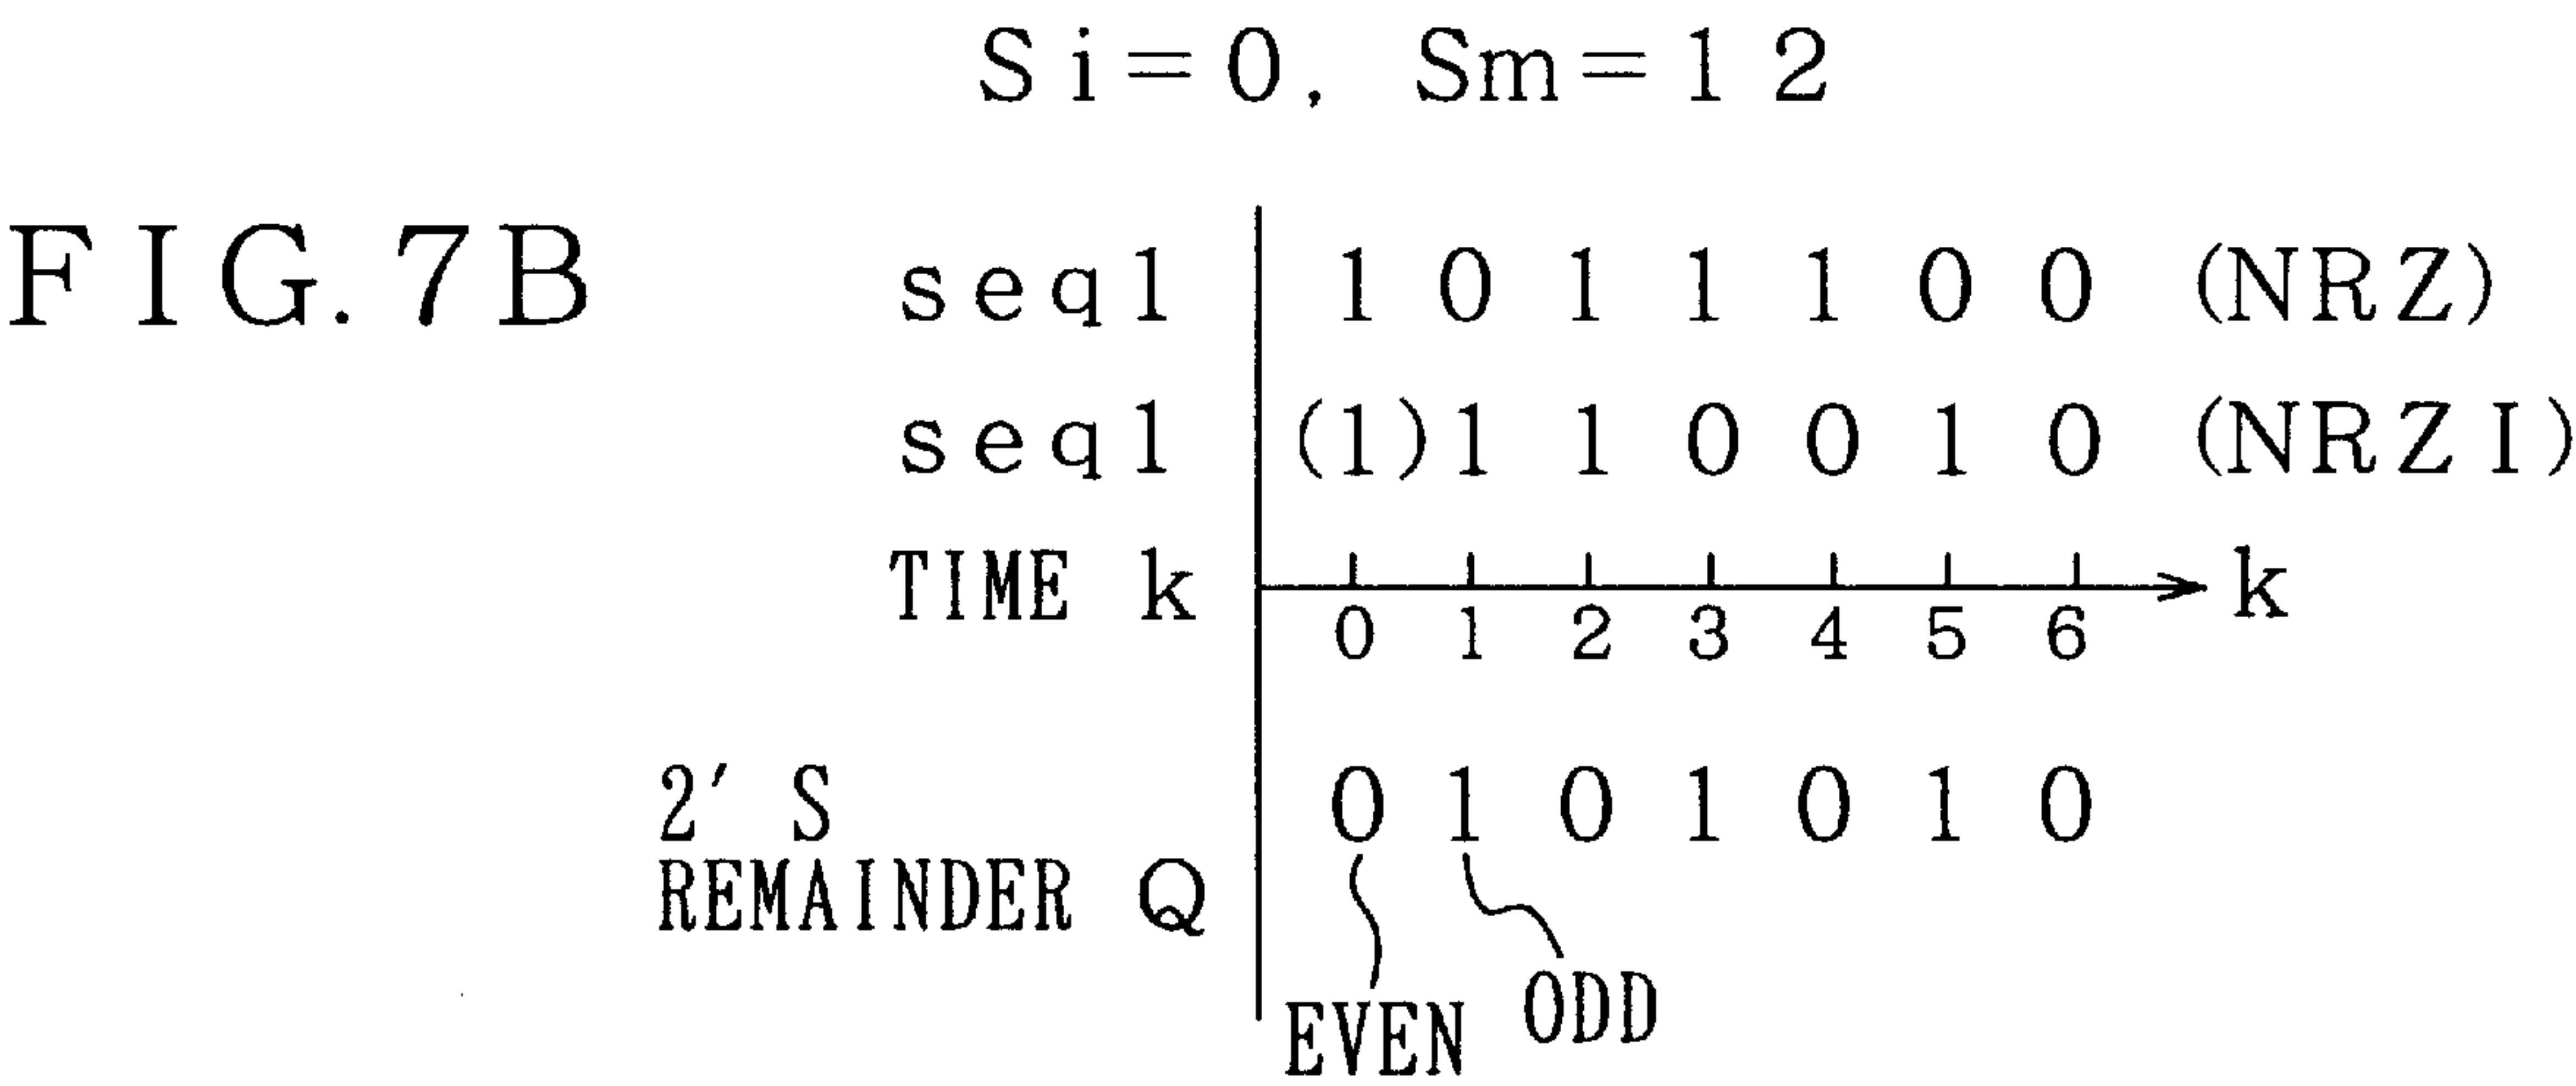 Si=0, Sm=12
FIG.7B
seq1 1 0 1 1 1 0 0 (NRZ)
seq1 (1) 1 1 0 0 1 0 (NRZI)
TIME k k
0 1 2 3 4 5 6
2'S
REMAINDER Q 0 1 0 1 0 1 0
EVEN ODD